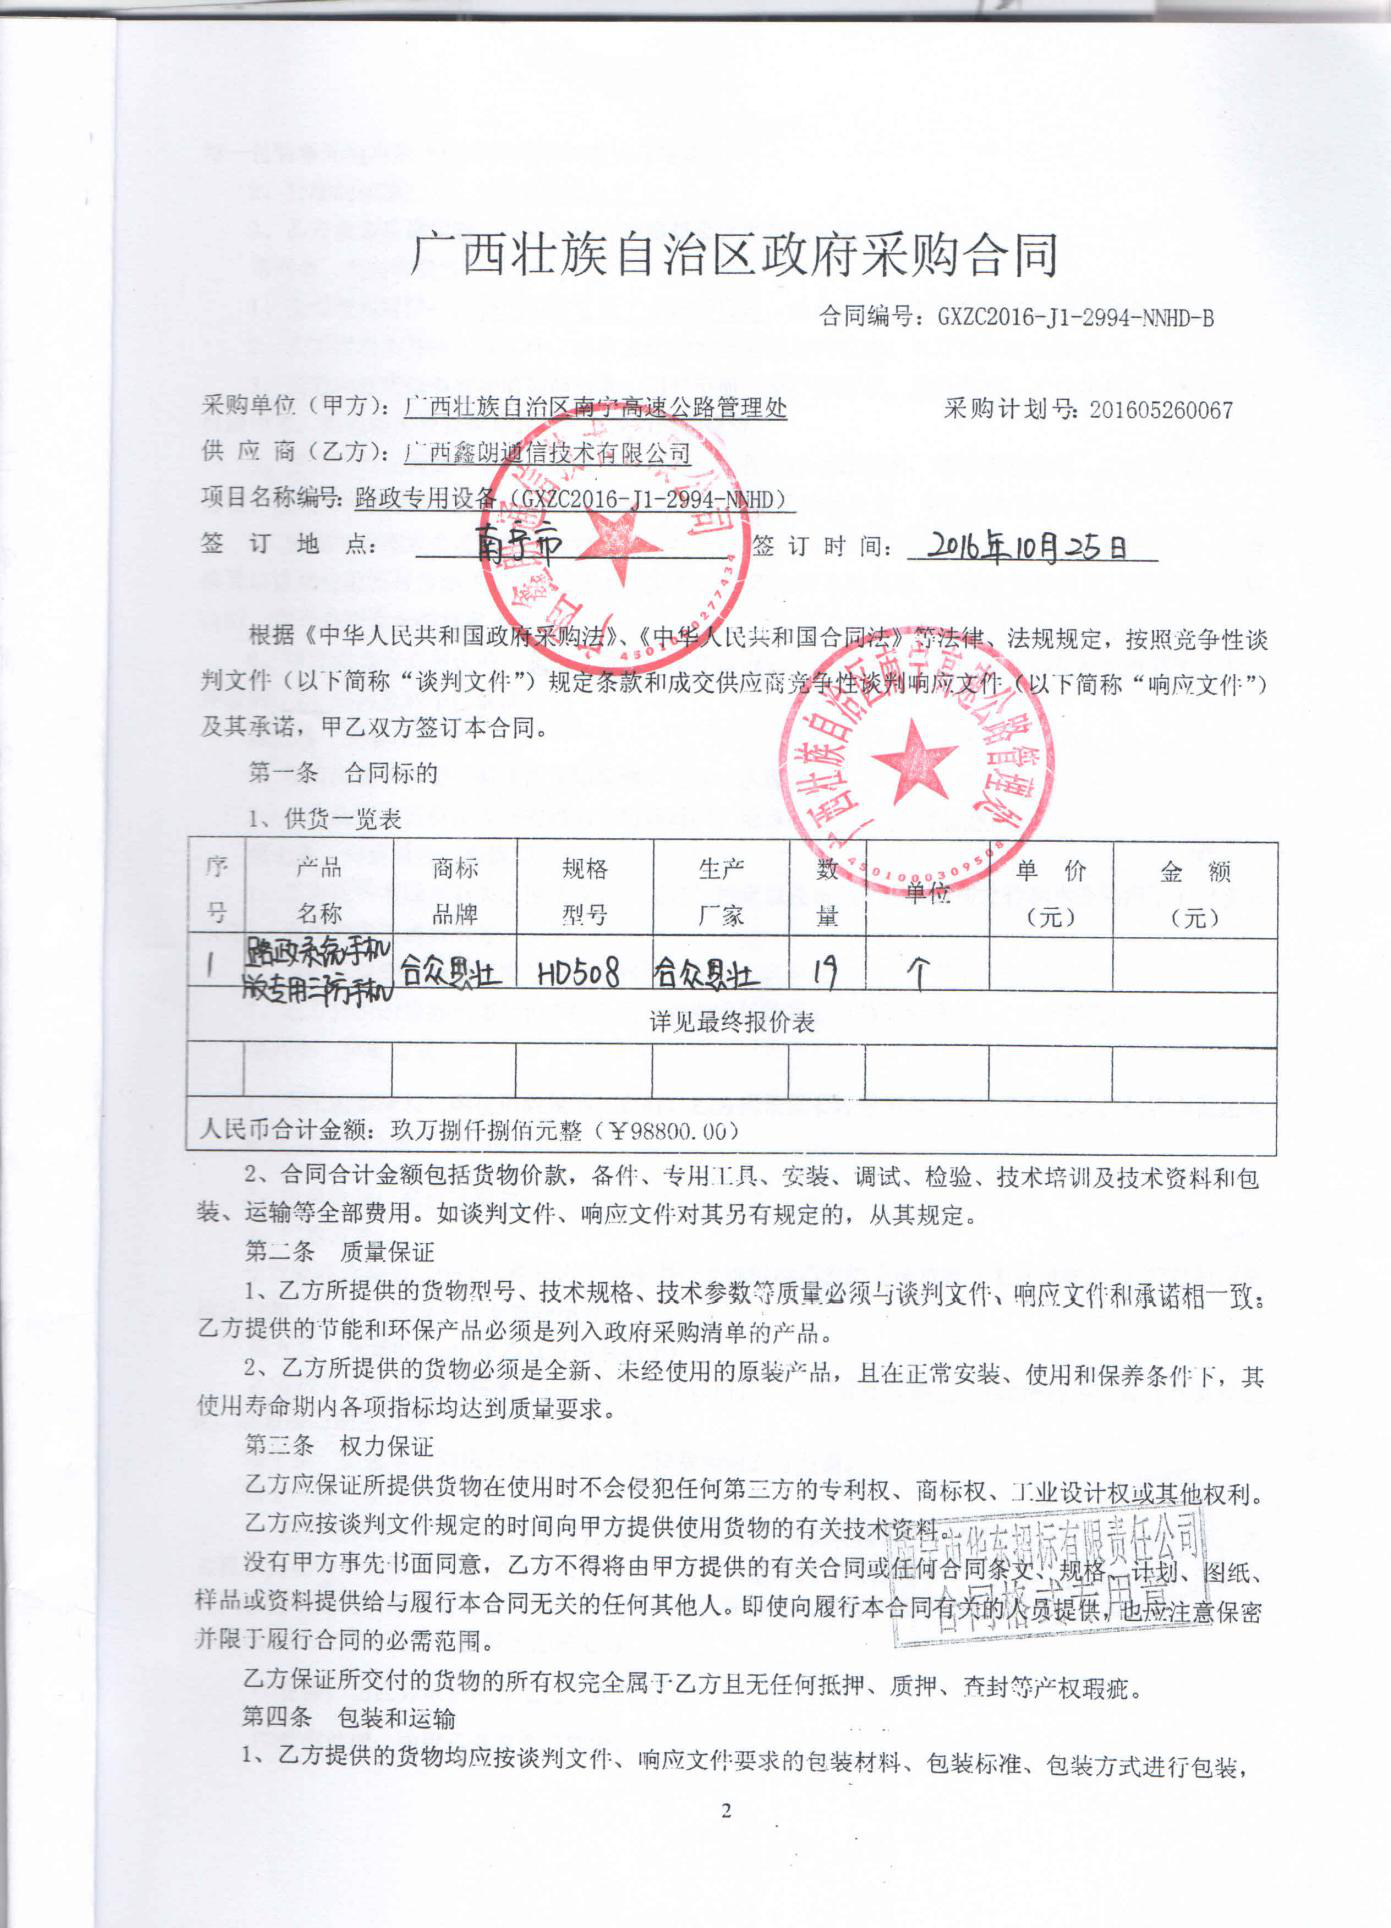 广西壮族自治区政府采购合同
合同编号：GXZC2016-J1-2994-NNHD-B
采购单位（甲方）：广西壮族自治区南宁高速公路管理处 采购计划号：201605260067
供 应 商（乙方）：广西鑫朗通信技术有限公司
项目名称编号：路政专用设备（GXZC2016-J1-2994-NNHD）
签 订 地 点： 南宁市 签 订 时 间： 2016年10月25日
广西鑫朗通信技术有限公司
根据《中华人民共和国政府采购法》、《中华人民共和国合同法》等法律、法规规定，按照竞争性谈
判文件（以下简称“谈判文件”）规定条款和成交供应商竞争性谈判响应文件（以下简称“响应文件”）
及其承诺，甲乙双方签订本合同。
广西壮族自治区南宁高速公路管理处
4501000309508
第一条 合同标的
1、供货一览表
序号 产品名称 商标品牌 规格型号 生产厂家 数量 单位 单 价（元） 金 额（元）
1 路政系统手机版专用三防手机 合众思壮 HD508 合众思壮 19 个
详见最终报价表
人民币合计金额：玖万捌仟捌佰元整（￥98800.00）
2、合同合计金额包括货物价款，备件、专用工具、安装、调试、检验、技术培训及技术资料和包
装、运输等全部费用。如谈判文件、响应文件对其另有规定的，从其规定。
第二条 质量保证
1、乙方所提供的货物型号、技术规格、技术参数等质量必须与谈判文件、响应文件和承诺相一致。
乙方提供的节能和环保产品必须是列入政府采购清单的产品。
2、乙方所提供的货物必须是全新、未经使用的原装产品，且在正常安装、使用和保养条件下，其
使用寿命期内各项指标均达到质量要求。
第三条 权力保证
乙方应保证所提供货物在使用时不会侵犯任何第三方的专利权、商标权、工业设计权或其他权利。
乙方应按谈判文件规定的时间向甲方提供使用货物的有关技术资料。
没有甲方事先书面同意，乙方不得将由甲方提供的有关合同或任何合同条文、规格、计划、图纸、
样品或资料提供给与履行本合同无关的任何其他人。即使向履行本合同有关的人员提供，也应注意保密
并限于履行合同的必需范围。
南宁市华东招标有限责任公司
合同格式专用章
乙方保证所交付的货物的所有权完全属于乙方且无任何抵押、质押、查封等产权瑕疵。
第四条 包装和运输
1、乙方提供的货物均应按谈判文件、响应文件要求的包装材料、包装标准、包装方式进行包装，
2